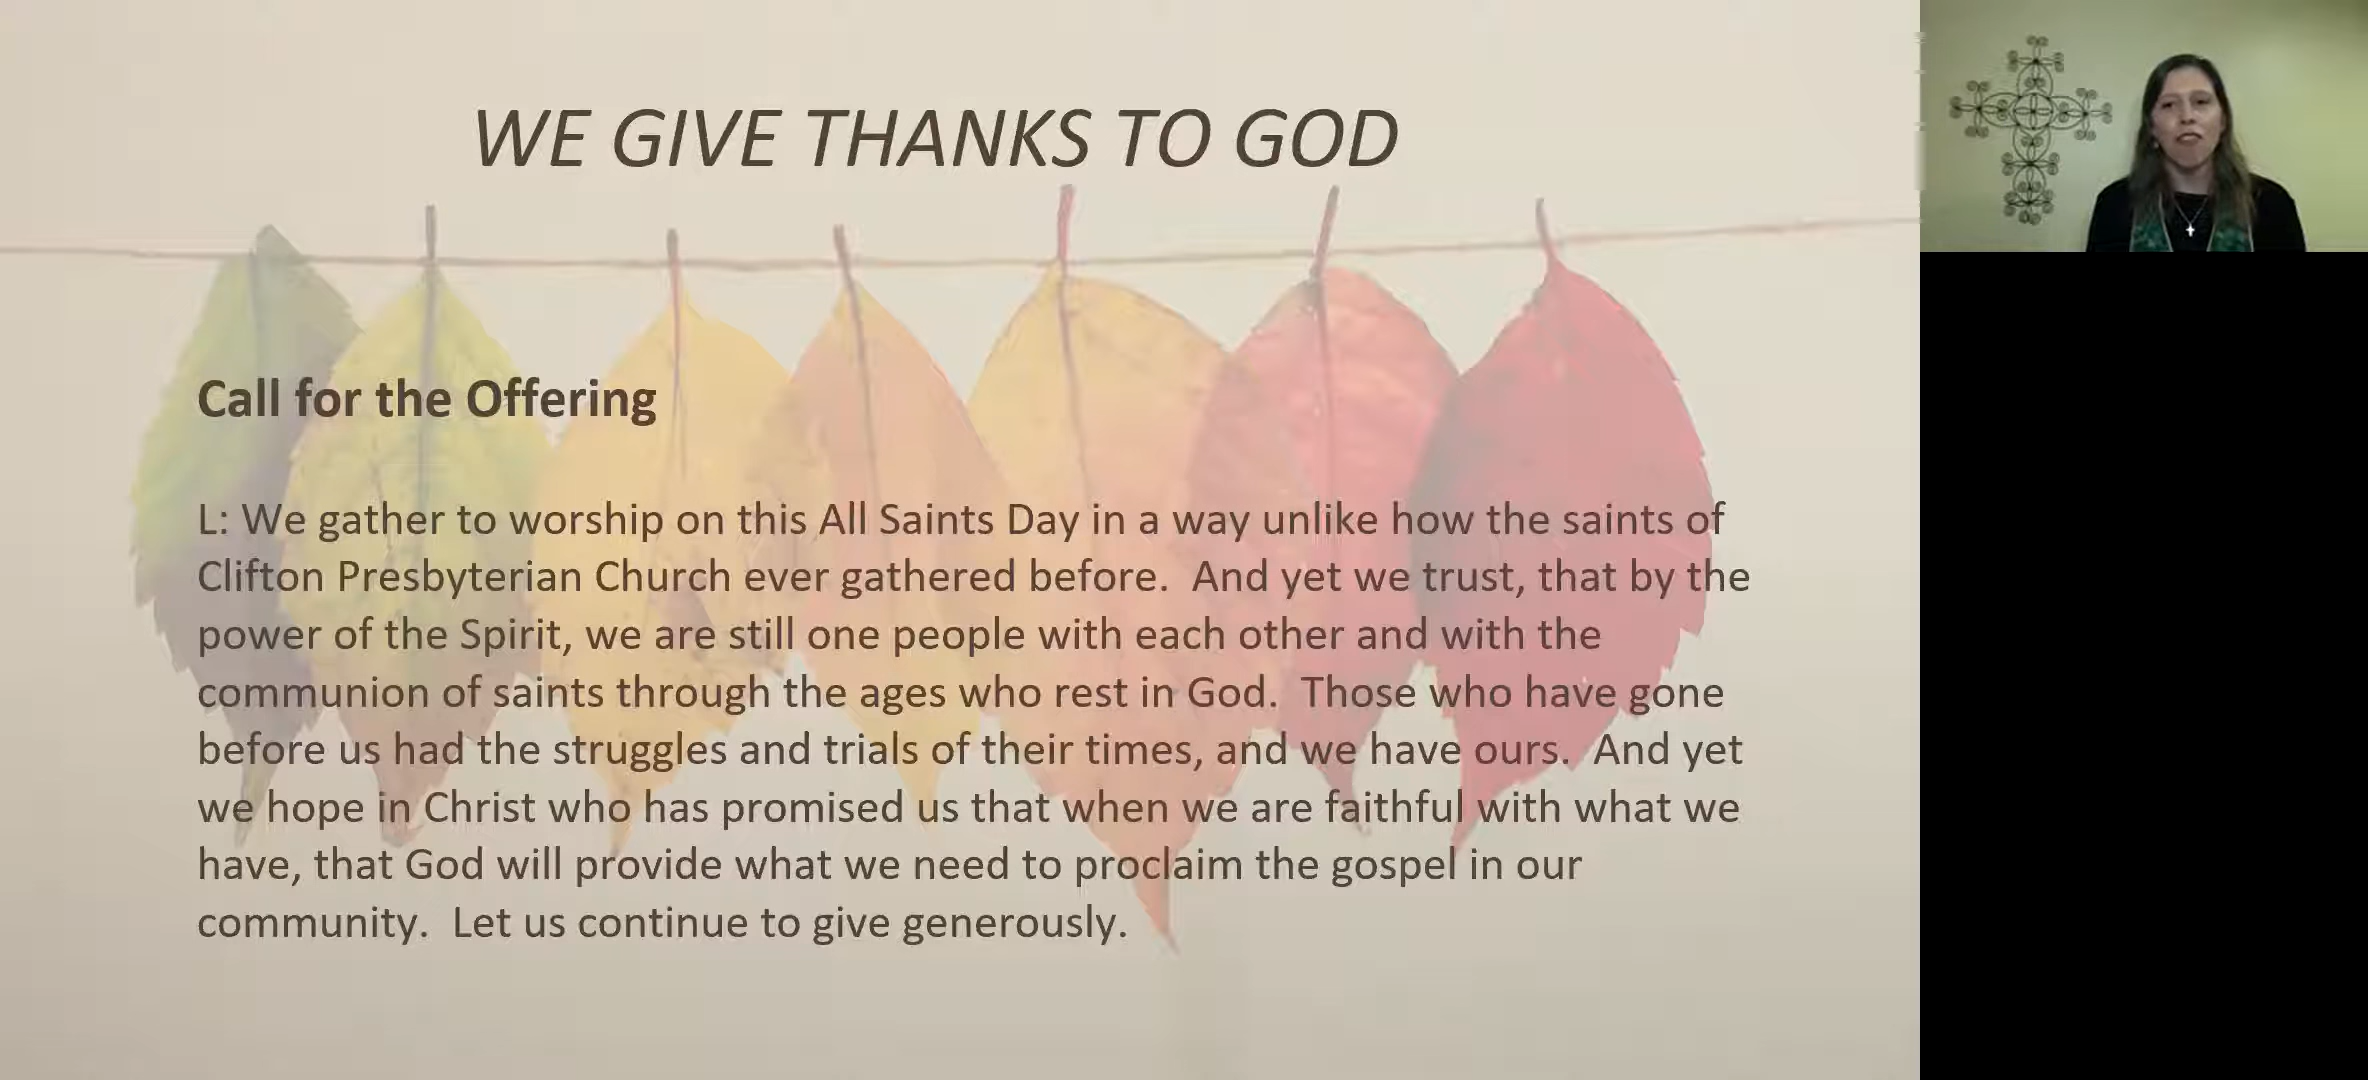 WE GIVE THANKS TO GOD
Call for the Offering
L: We gather to worship on this All Saints Day in a way unlike how the saints of
Clifton Presbyterian Church ever gathered before.  And yet we trust, that by the
power of the Spirit, we are still one people with each other and with the
communion of saints through the ages who rest in God.  Those who have gone
before us had the struggles and trials of their times, and we have ours.  And yet
we hope in Christ who has promised us that when we are faithful with what we
have, that God will provide what we need to proclaim the gospel in our
community.  Let us continue to give generously.